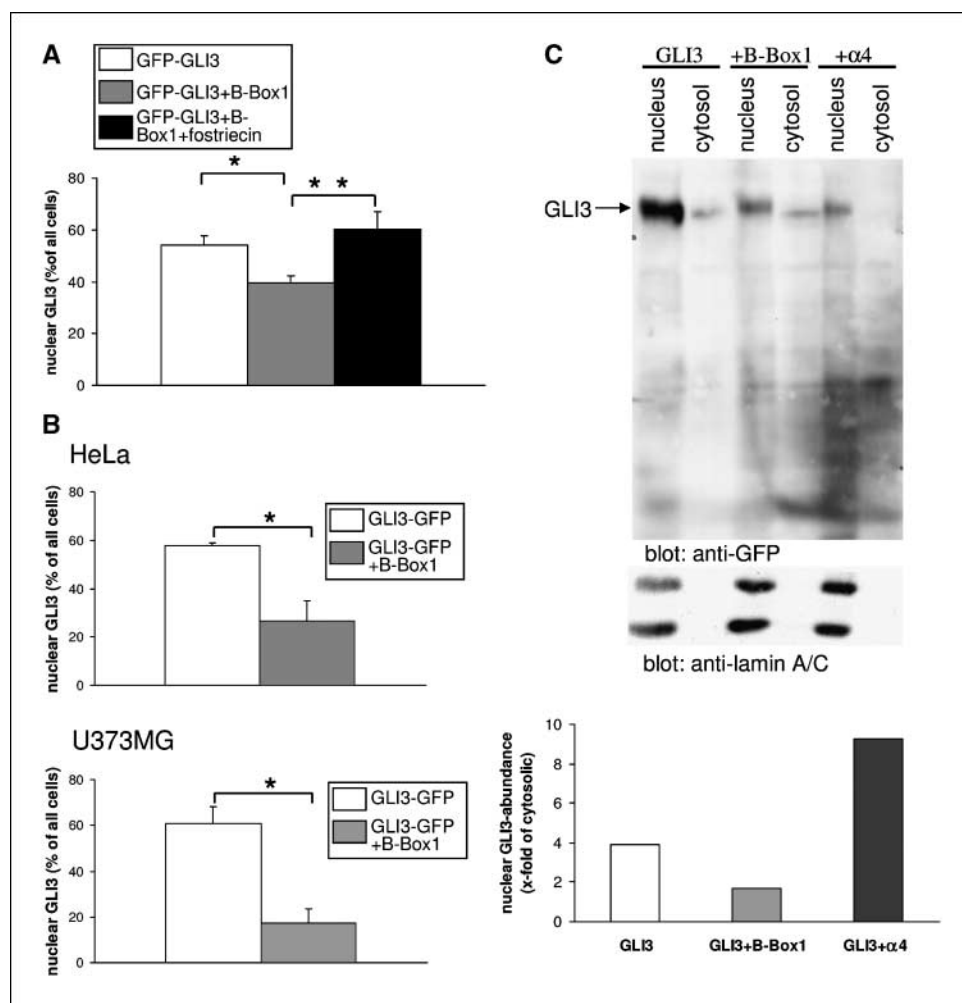 A
GFP-GLI3
GFP-GLI3+B-Box1
GFP-GLI3+B-
Box1+fostriecin
*
* *
nuclear GLI3 (%of all cells)
80
60
40
20
0
B
HeLa
GLI3-GFP
GLI3-GFP
+B-Box1
*
nuclear GLI3 (% of all cells)
80
60
40
20
0
U373MG
GLI3-GFP
GLI3-GFP
+B-Box1
*
nuclear GLI3 (% of all cells)
80
60
40
20
0
C
GLI3 +B-Box1 +α4
nucleus cytosol nucleus cytosol nucleus cytosol
GLI3
blot: anti-GFP
blot: anti-lamin A/C
nuclear GLI3-abundance
(x-fold of cytosolic)
10
8
6
4
2
0
GLI3 GLI3+B-Box1 GLI3+α4